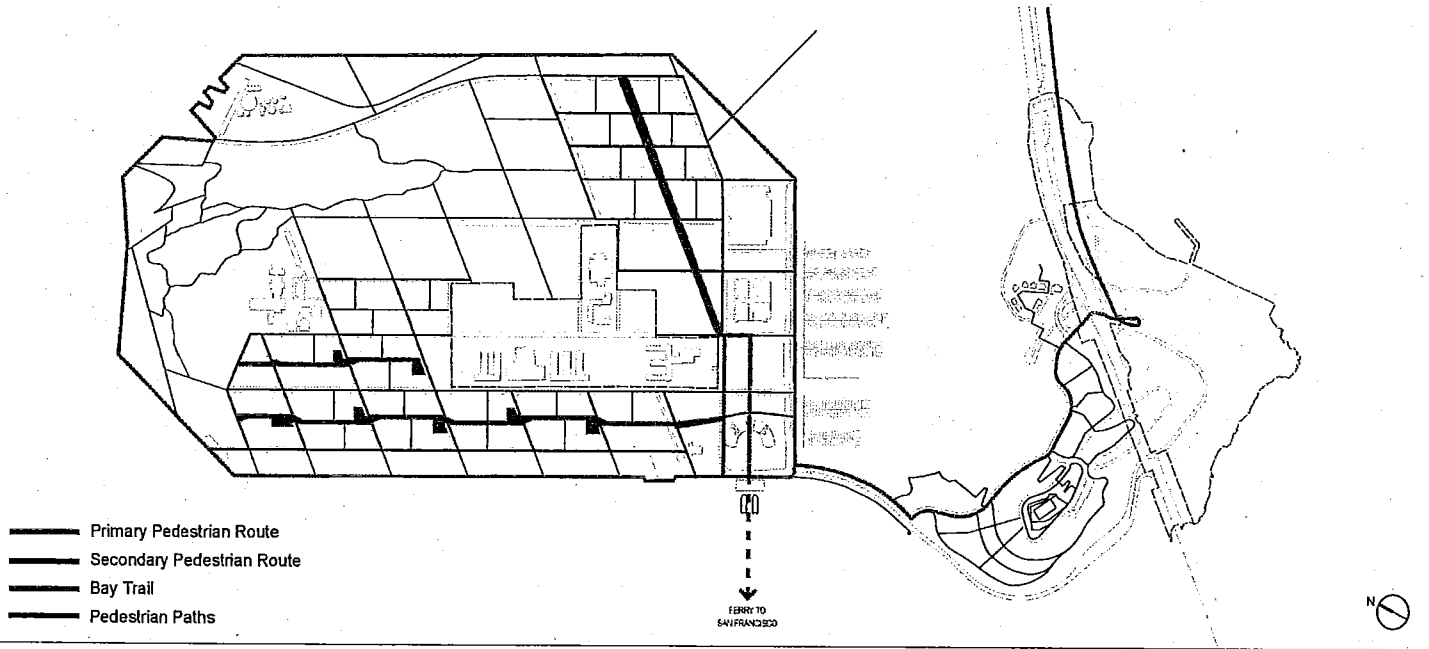 Primary Pedestrian Route
Secondary Pedestrian Route
Bay Trail
Pedestrian Paths
FERRY TO
SAN FRANCISCO
N